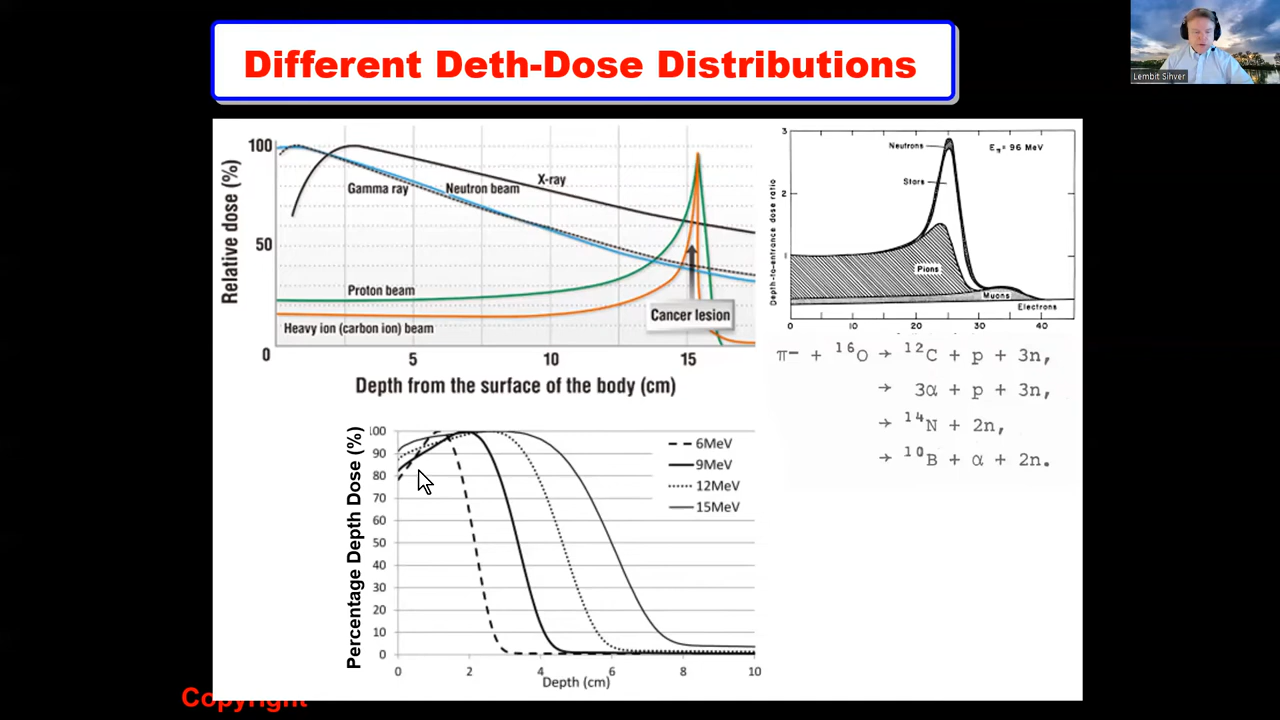 Different Deth-Dose Distributions
Lembit Sihver
Relative dose (%)
100
50
0
Gamma ray
Neutron beam
X-ray
Proton beam
Heavy ion (carbon ion) beam
Cancer lesion
5
10
15
Depth from the surface of the body (cm)
Depth-to-entrance dose ratio
3
2
1
Neutrons
Stars
Eπ = 96 MeV
Pions
Muons
Electrons
0
10
20
30
40
π- + ¹⁶O → ¹²C + p + 3n,
→ 3α + p + 3n,
→ ¹⁴N + 2n,
→ ¹⁰B + α + 2n.
Percentage Depth Dose (%)
100
90
80
70
60
50
40
30
20
10
0
6MeV
9MeV
12MeV
15MeV
0
2
4
6
8
10
Depth (cm)
Copyright